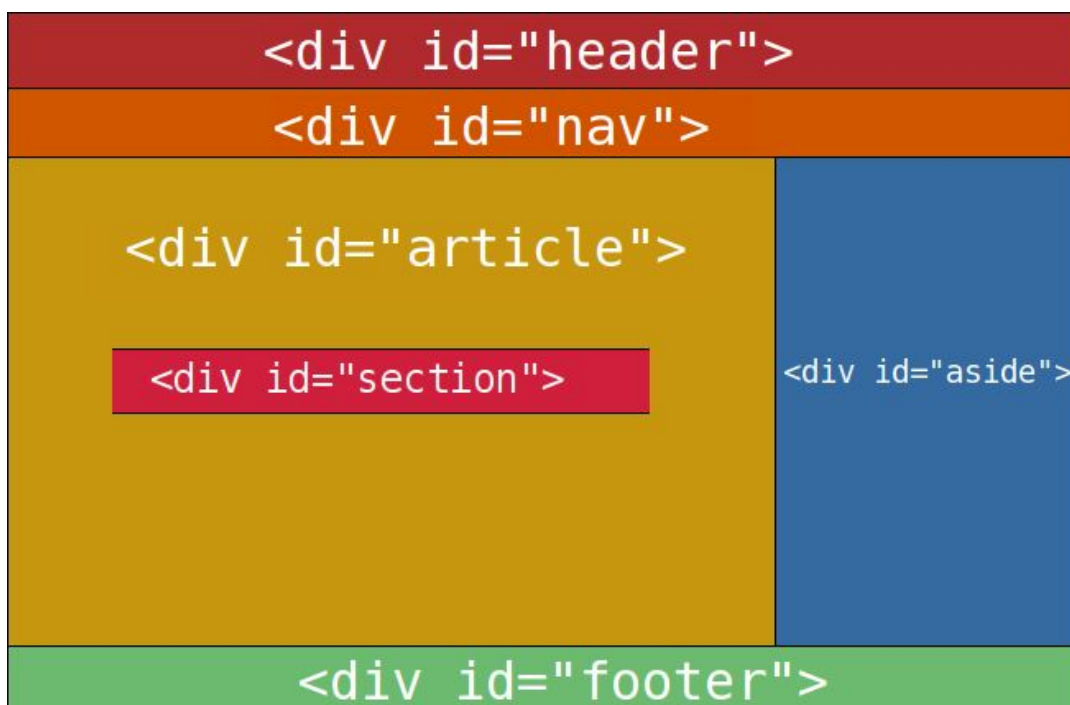 <div id="header">
<div id="nav">
<div id="article">
<div id="section">
<div id="aside">
<div id="footer">